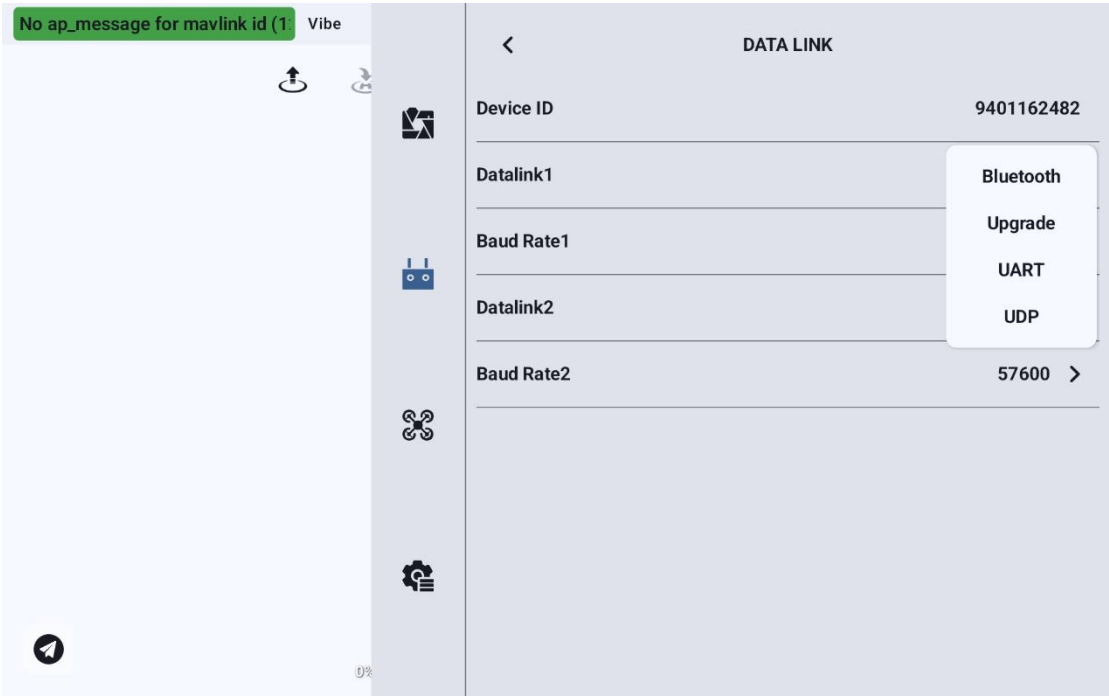 No ap_message for mavlink id (1
Vibe
DATA LINK
Device ID 9401162482
Datalink1
Bluetooth
Upgrade
Baud Rate1
UART
Datalink2
UDP
Baud Rate2 57600
0%